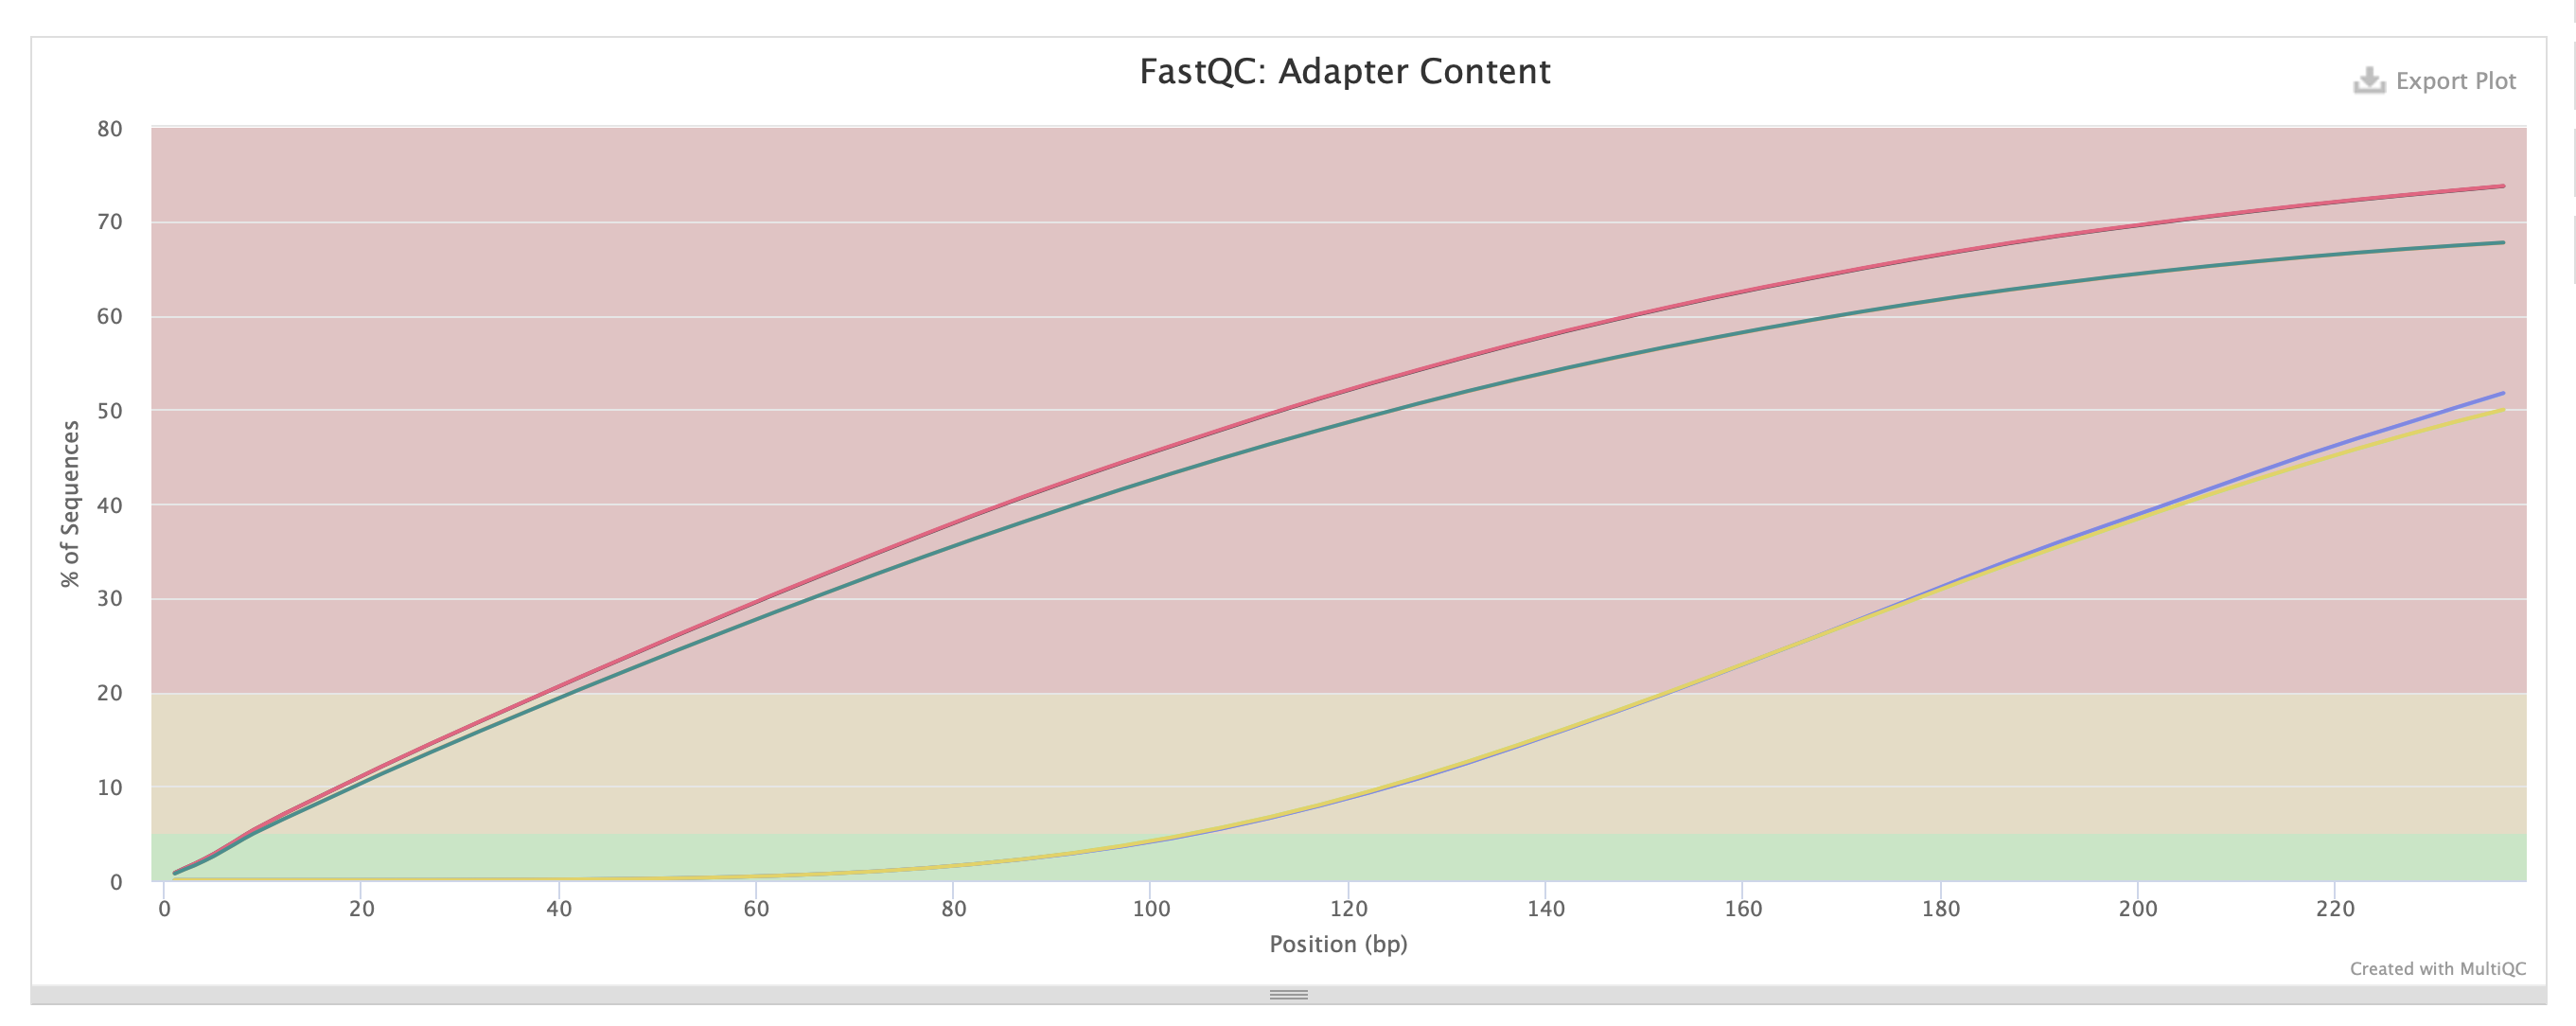 FastQC: Adapter Content
Export Plot
% of Sequences
80
70
60
50
40
30
20
10
0
0 20 40 60 80 100 120 140 160 180 200 220
Position (bp)
Created with MultiQC